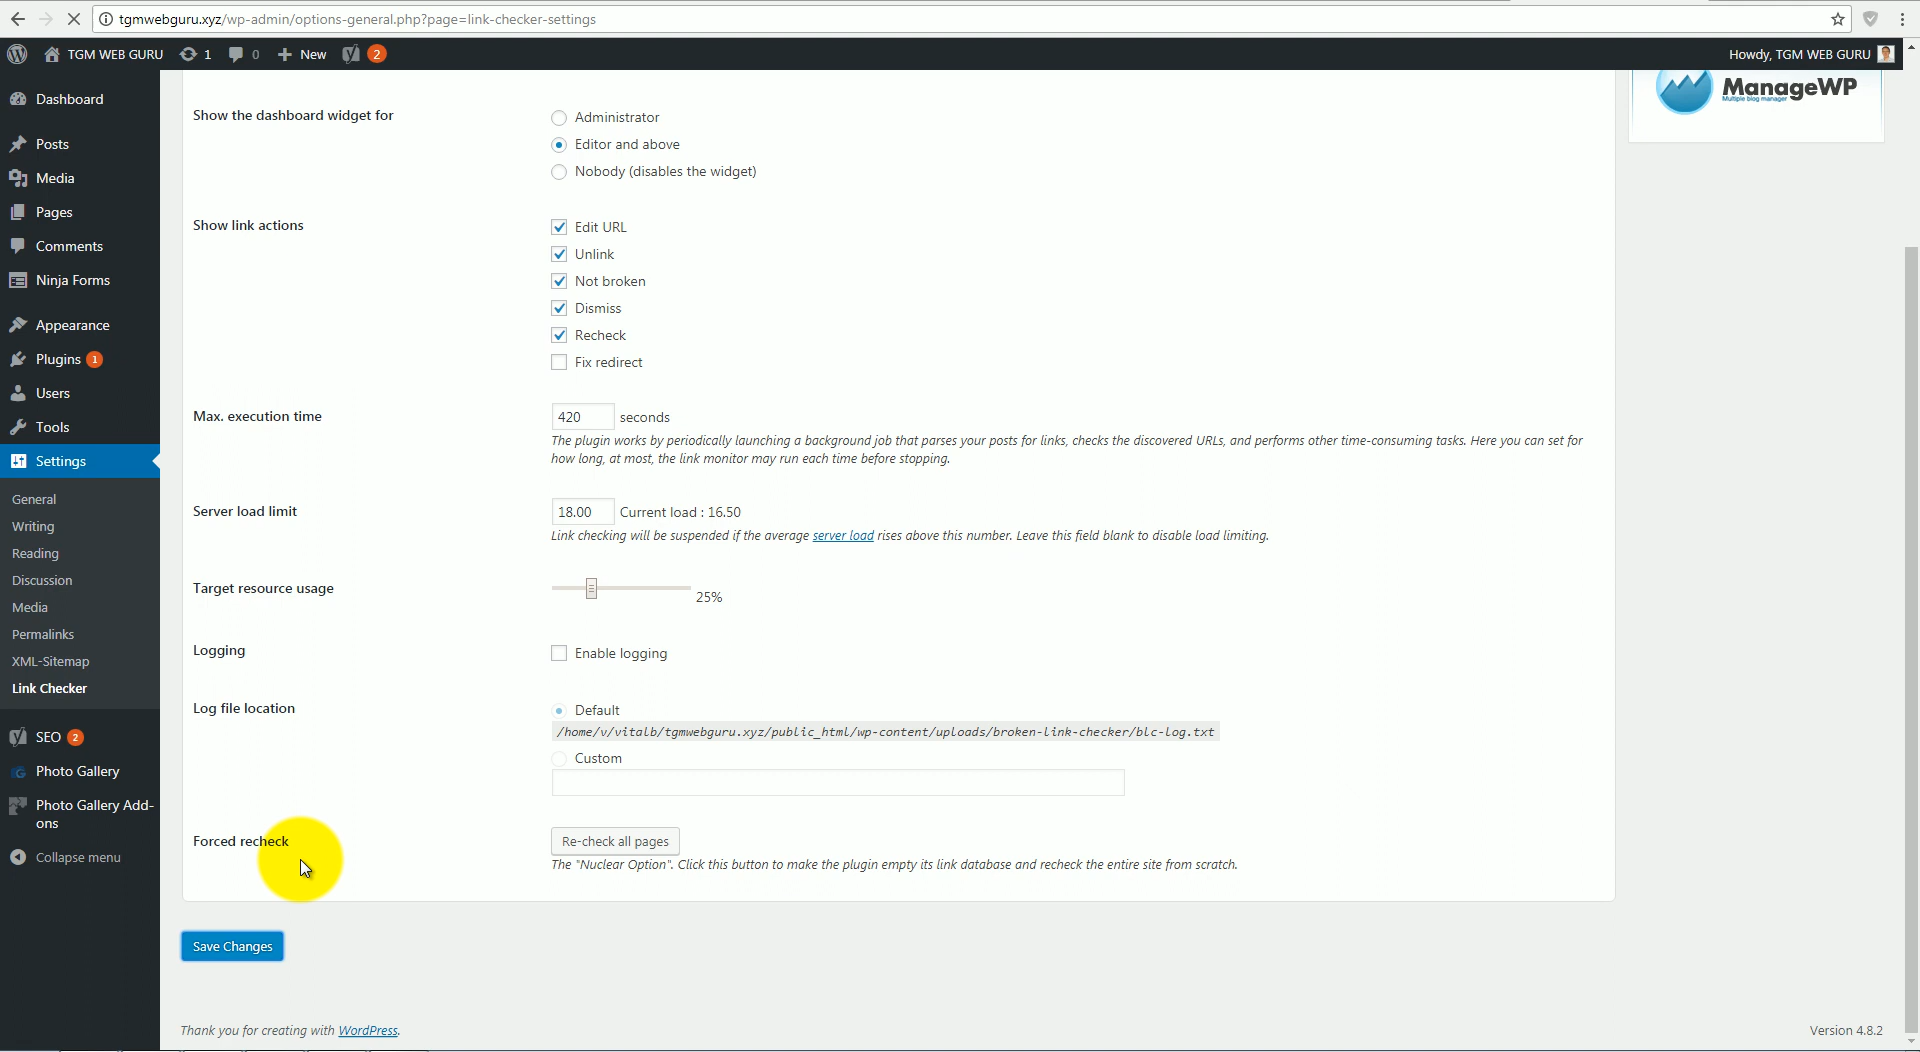 tgmwebguru.xyz/wp-admin/options-general.php?page=link-checker-settings
TGM WEB GURU 1 0 New 2
Howdy, TGM WEB GURU
Dashboard
Posts
Media
Pages
Comments
Ninja Forms
Appearance
Plugins 1
Users
Tools
Settings
General
Writing
Reading
Discussion
Media
Permalinks
XML-Sitemap
Link Checker
SEO 2
Photo Gallery
Photo Gallery Add-
ons
Collapse menu
Show the dashboard widget for
Administrator
Editor and above
Nobody (disables the widget)
Show link actions
Edit URL
Unlink
Not broken
Dismiss
Recheck
Fix redirect
Max. execution time
420 seconds
The plugin works by periodically launching a background job that parses your posts for links, checks the discovered URLs, and performs other time-consuming tasks. Here you can set for
how long, at most, the link monitor may run each time before stopping.
Server load limit
18.00 Current load : 16.50
Link checking will be suspended if the average server load rises above this number. Leave this field blank to disable load limiting.
Target resource usage
25%
Logging
Enable logging
Log file location
Default
/home/v/vitalb/tgmwebguru.xyz/public_html/wp-content/uploads/broken-link-checker/blc-log.txt
Custom
Forced recheck
Re-check all pages
The "Nuclear Option". Click this button to make the plugin empty its link database and recheck the entire site from scratch.
Save Changes
Thank you for creating with WordPress.
Version 4.8.2
ManageWP
Multiple blog manager